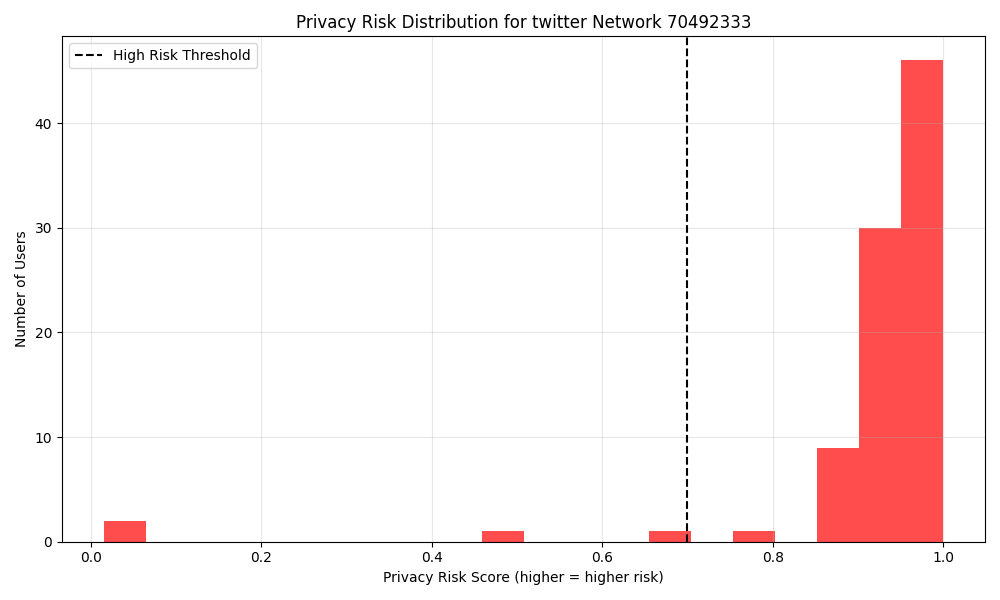 Privacy Risk Distribution for twitter Network 70492333
High Risk Threshold
Number of Users
40
30
20
10
0
0.0 0.2 0.4 0.6 0.8 1.0
Privacy Risk Score (higher = higher risk)